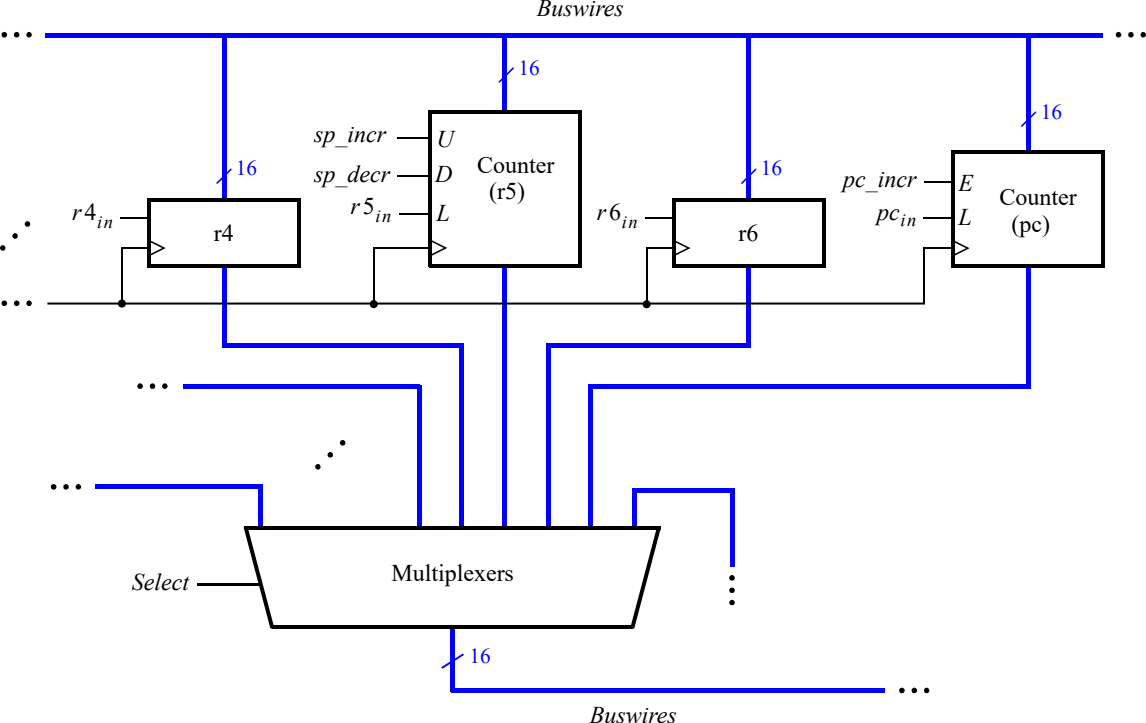 Buswires
16
16
sp_incr
U
sp_decr
D
Counter
(r5)
r5in
L
16
r4in
r4
16
r6in
r6
pc_incr
E
Counter
(pc)
pcin
L
Select
Multiplexers
16
Buswires